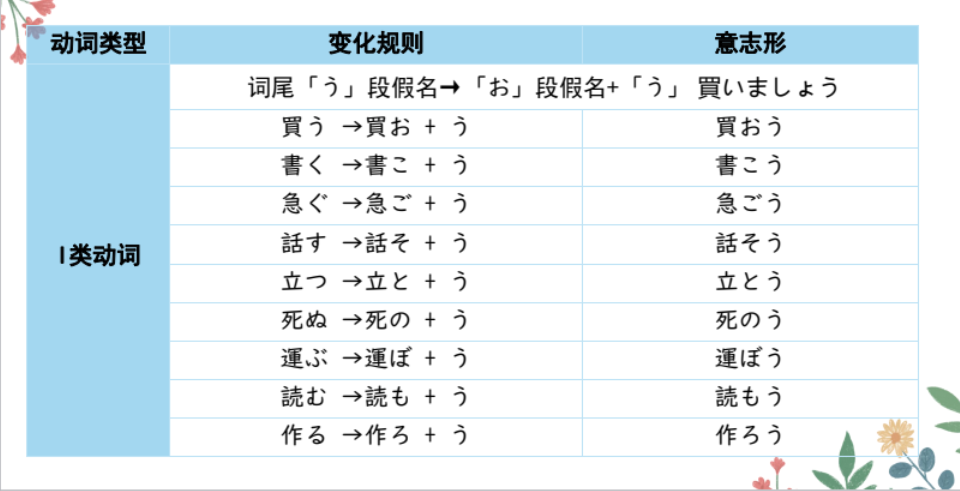 动词类型 变化规则 意志形
词尾「う」段假名→「お」段假名+「う」 買いましょう
買う →買お + う 買おう
書く →書こ + う 書こう
急ぐ →急ご + う 急ごう
話す →話そ + う 話そう
I类动词
立つ →立と + う 立とう
死ぬ →死の + う 死のう
運ぶ →運ぼ + う 運ぼう
読む →読も + う 読もう
作る →作ろ + う 作ろう